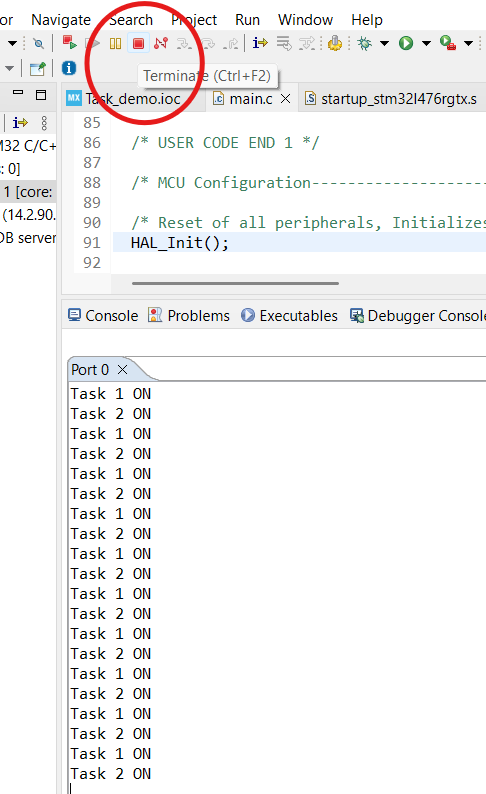 or Navigate Search Project Run Window Help
Terminate (Ctrl+F2)
MX Task_demo.ioc main.c startup_stm32l476rgtx.s
M32 C/C+
s: 0]
1 [core:
(14.2.90.
DB server
85
86 /* USER CODE END 1 */
87
88 /* MCU Configuration--------------------
89
90 /* Reset of all peripherals, Initializes
91 HAL_Init();
92
Console Problems Executables Debugger Console
Port 0
Task 1 ON
Task 2 ON
Task 1 ON
Task 2 ON
Task 1 ON
Task 2 ON
Task 1 ON
Task 2 ON
Task 1 ON
Task 2 ON
Task 1 ON
Task 2 ON
Task 1 ON
Task 2 ON
Task 1 ON
Task 2 ON
Task 1 ON
Task 2 ON
Task 1 ON
Task 2 ON